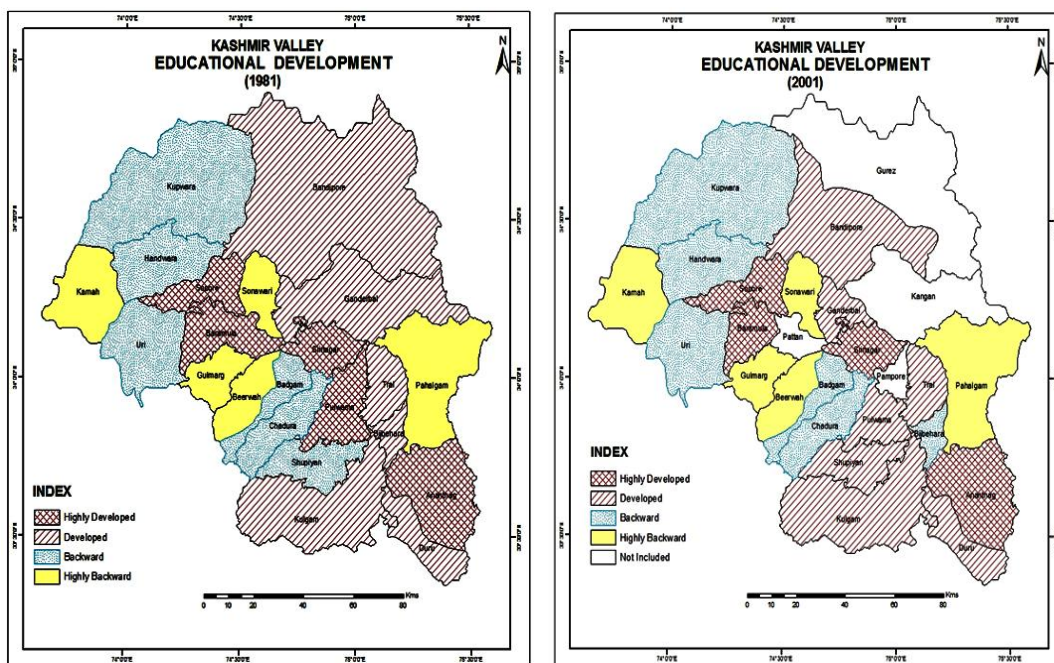 KASHMIR VALLEY
EDUCATIONAL DEVELOPMENT
(1981)
N
74°0'0"E
74°30'0"E
75°0'0"E
75°30'0"E
Kupwara
Bandipore
Handwara
Karnah
Sopore
Sonawari
Ganderbal
Uri
Baramula
Srinagar
Gulmarg
Beerwah
Badgam
Tral
Pahalgam
Pulwama
Chadura
Bijbehara
Shupiyan
Anantnag
Kulgam
Duru
INDEX
Highly Developed
Developed
Backward
Highly Backward
0 10 20 40 60 80
Kms
74°0'0"E
74°30'0"E
75°0'0"E
75°30'0"E
KASHMIR VALLEY
EDUCATIONAL DEVELOPMENT
(2001)
N
74°0'0"E
74°30'0"E
75°0'0"E
75°30'0"E
Gurez
Kupwara
Bandipore
Handwara
Karnah
Sopore
Sonawari
Kangan
Ganderbal
Uri
Baramula
Pattan
Srinagar
Gulmarg
Beerwah
Badgam
Pampore
Tral
Pahalgam
Chadura
Pulwama
Bijbehara
Shupiyan
Anantnag
Kulgam
Duru
INDEX
Highly Developed
Developed
Backward
Highly Backward
Not Included
0 10 20 40 60 80
Kms
74°0'0"E
74°30'0"E
75°0'0"E
75°30'0"E